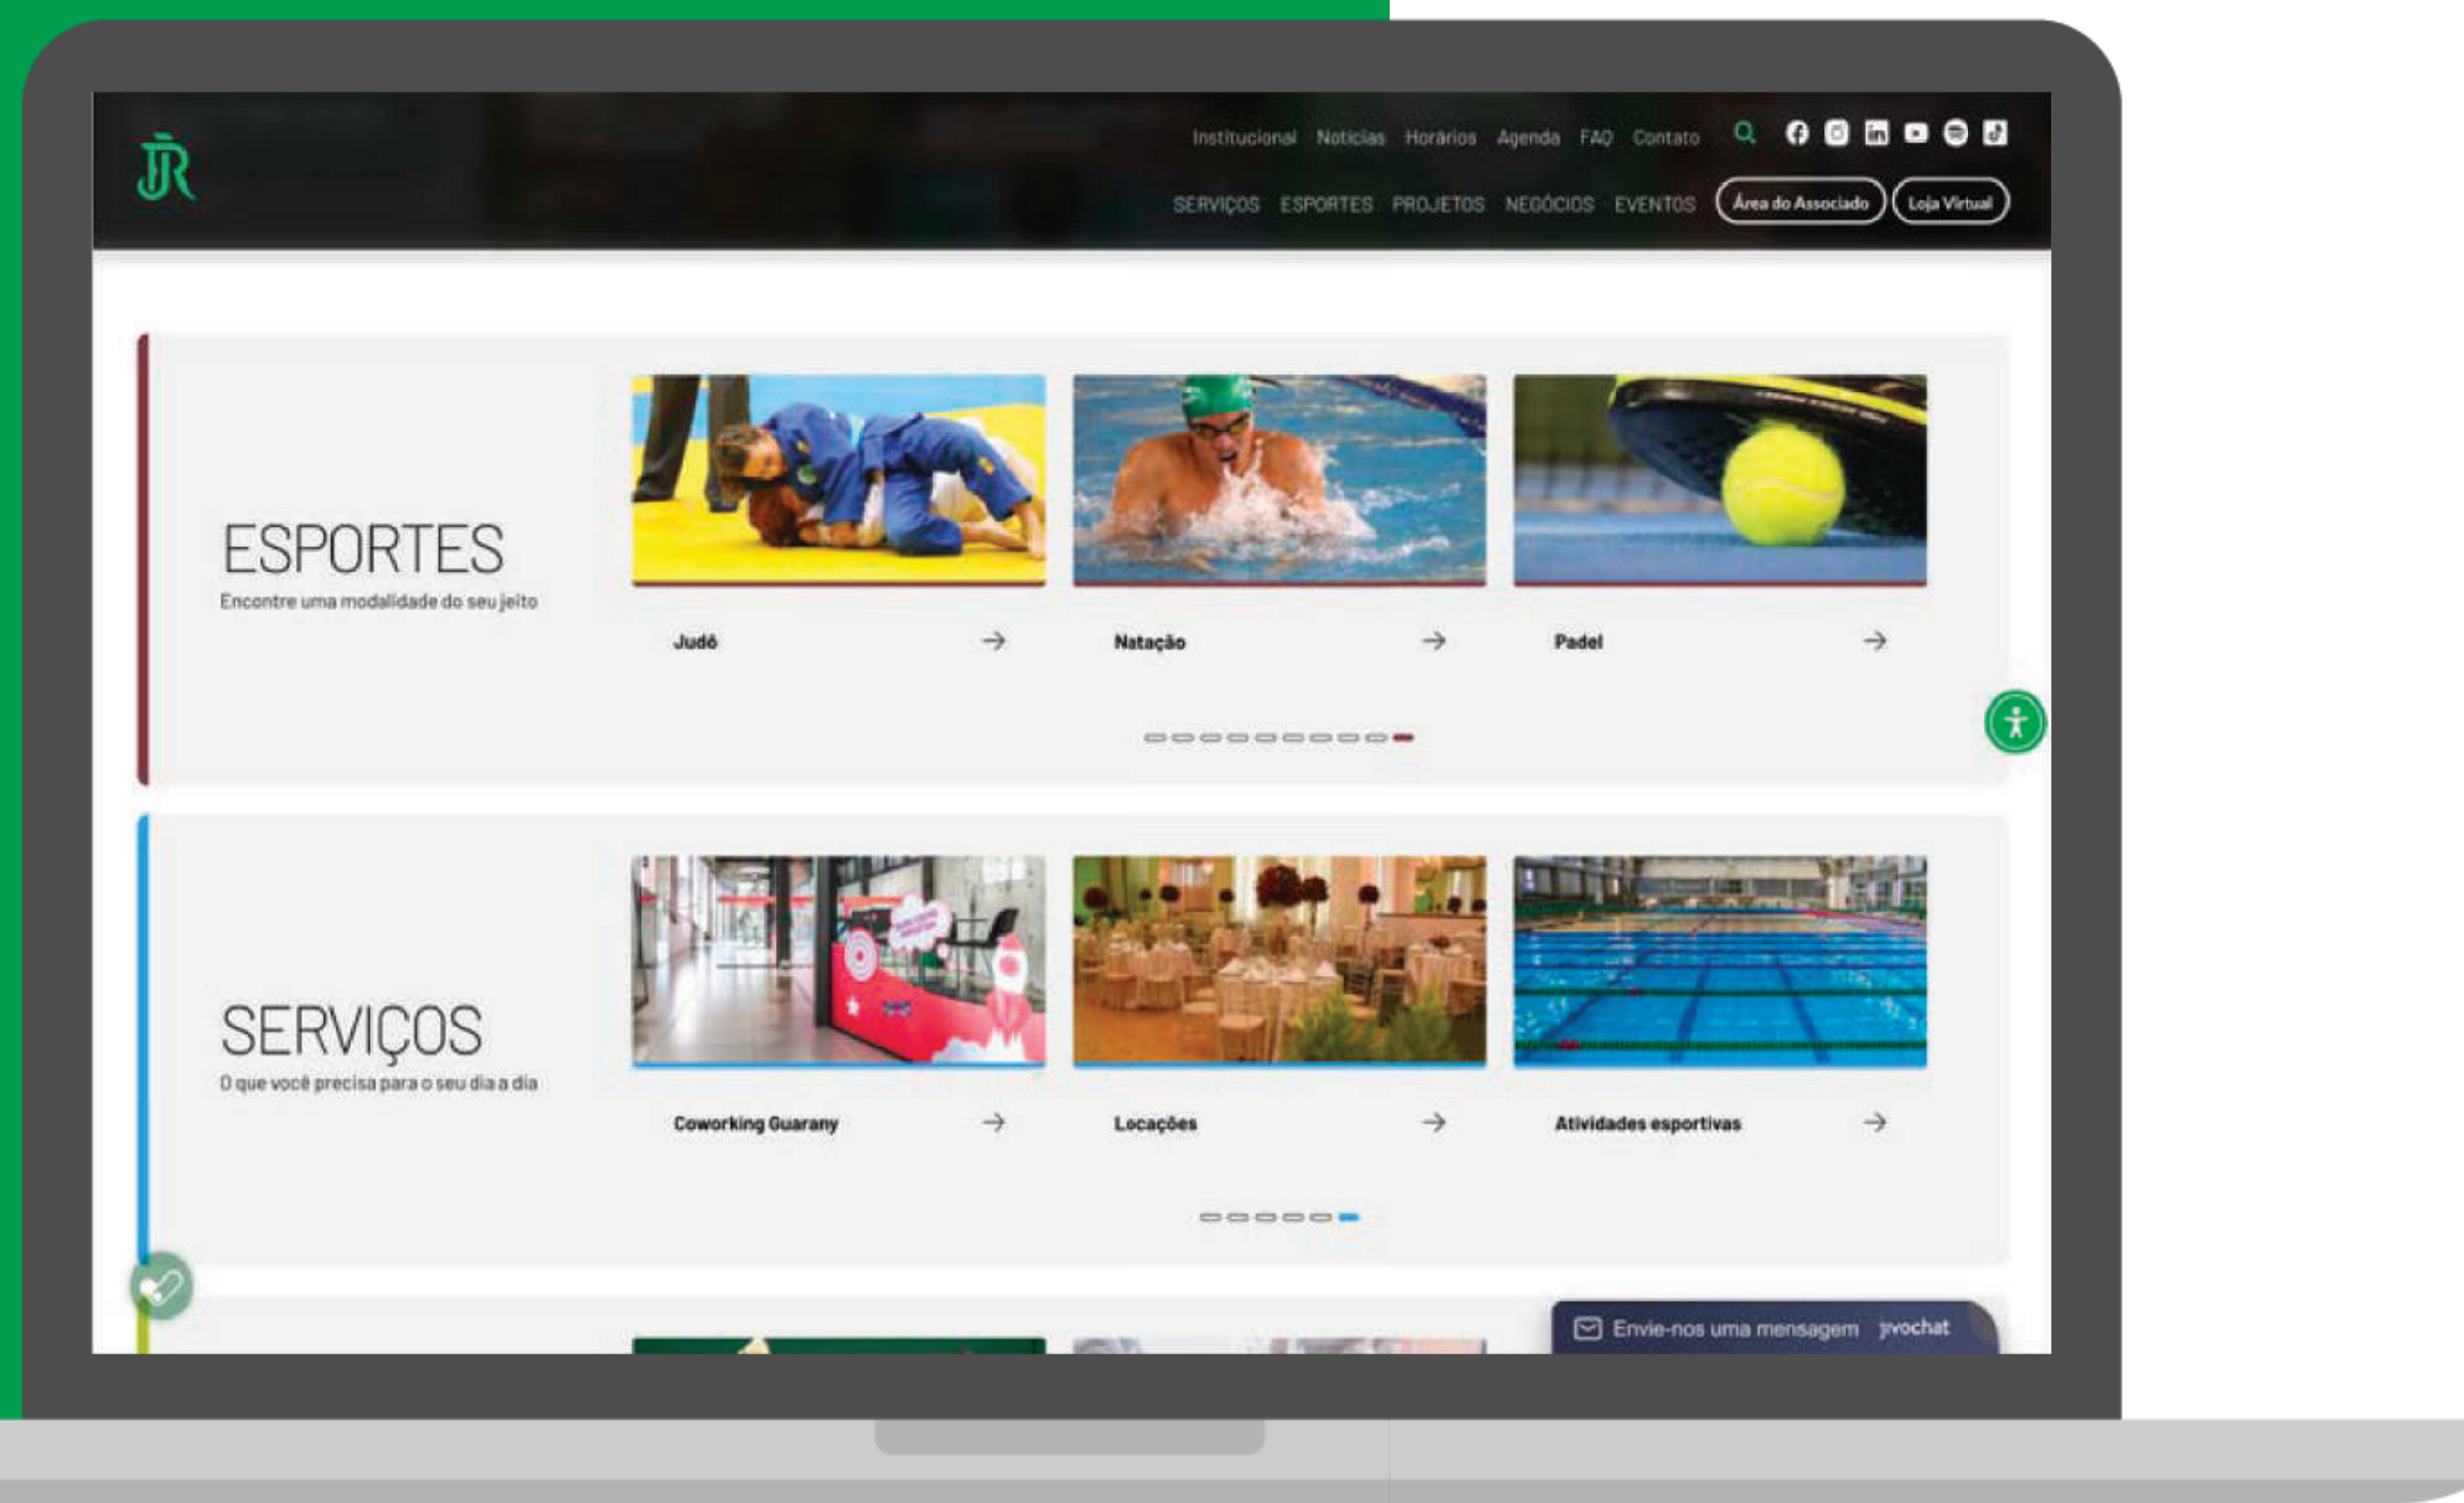 JR
Institucional Notícias Horários Agenda FAQ Contato
SERVIÇOS ESPORTES PROJETOS NEGÓCIOS EVENTOS Área do Associado Loja Virtual
ESPORTES
Encontre uma modalidade do seu jeito
Judô
Natação
Padel
SERVIÇOS
O que você precisa para o seu dia a dia
Coworking Guarany
Locações
Atividades esportivas
Envie-nos uma mensagem jivochat